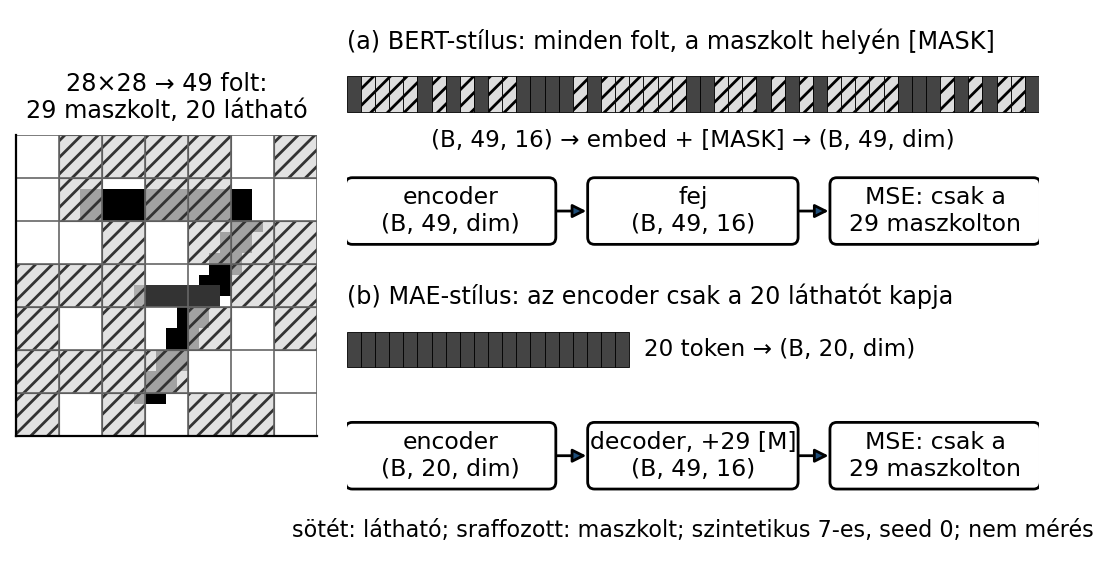 28×28 → 49 folt:
29 maszkolt, 20 látható
(a) BERT-stílus: minden folt, a maszkolt helyén [MASK]
(B, 49, 16) → embed + [MASK] → (B, 49, dim)
encoder
(B, 49, dim)
fej
(B, 49, 16)
MSE: csak a
29 maszkolton
(b) MAE-stílus: az encoder csak a 20 láthatót kapja
20 token → (B, 20, dim)
encoder
(B, 20, dim)
decoder, +29 [M]
(B, 49, 16)
MSE: csak a
29 maszkolton
sötét: látható; sraffozott: maszkolt; szintetikus 7-es, seed 0; nem mérés